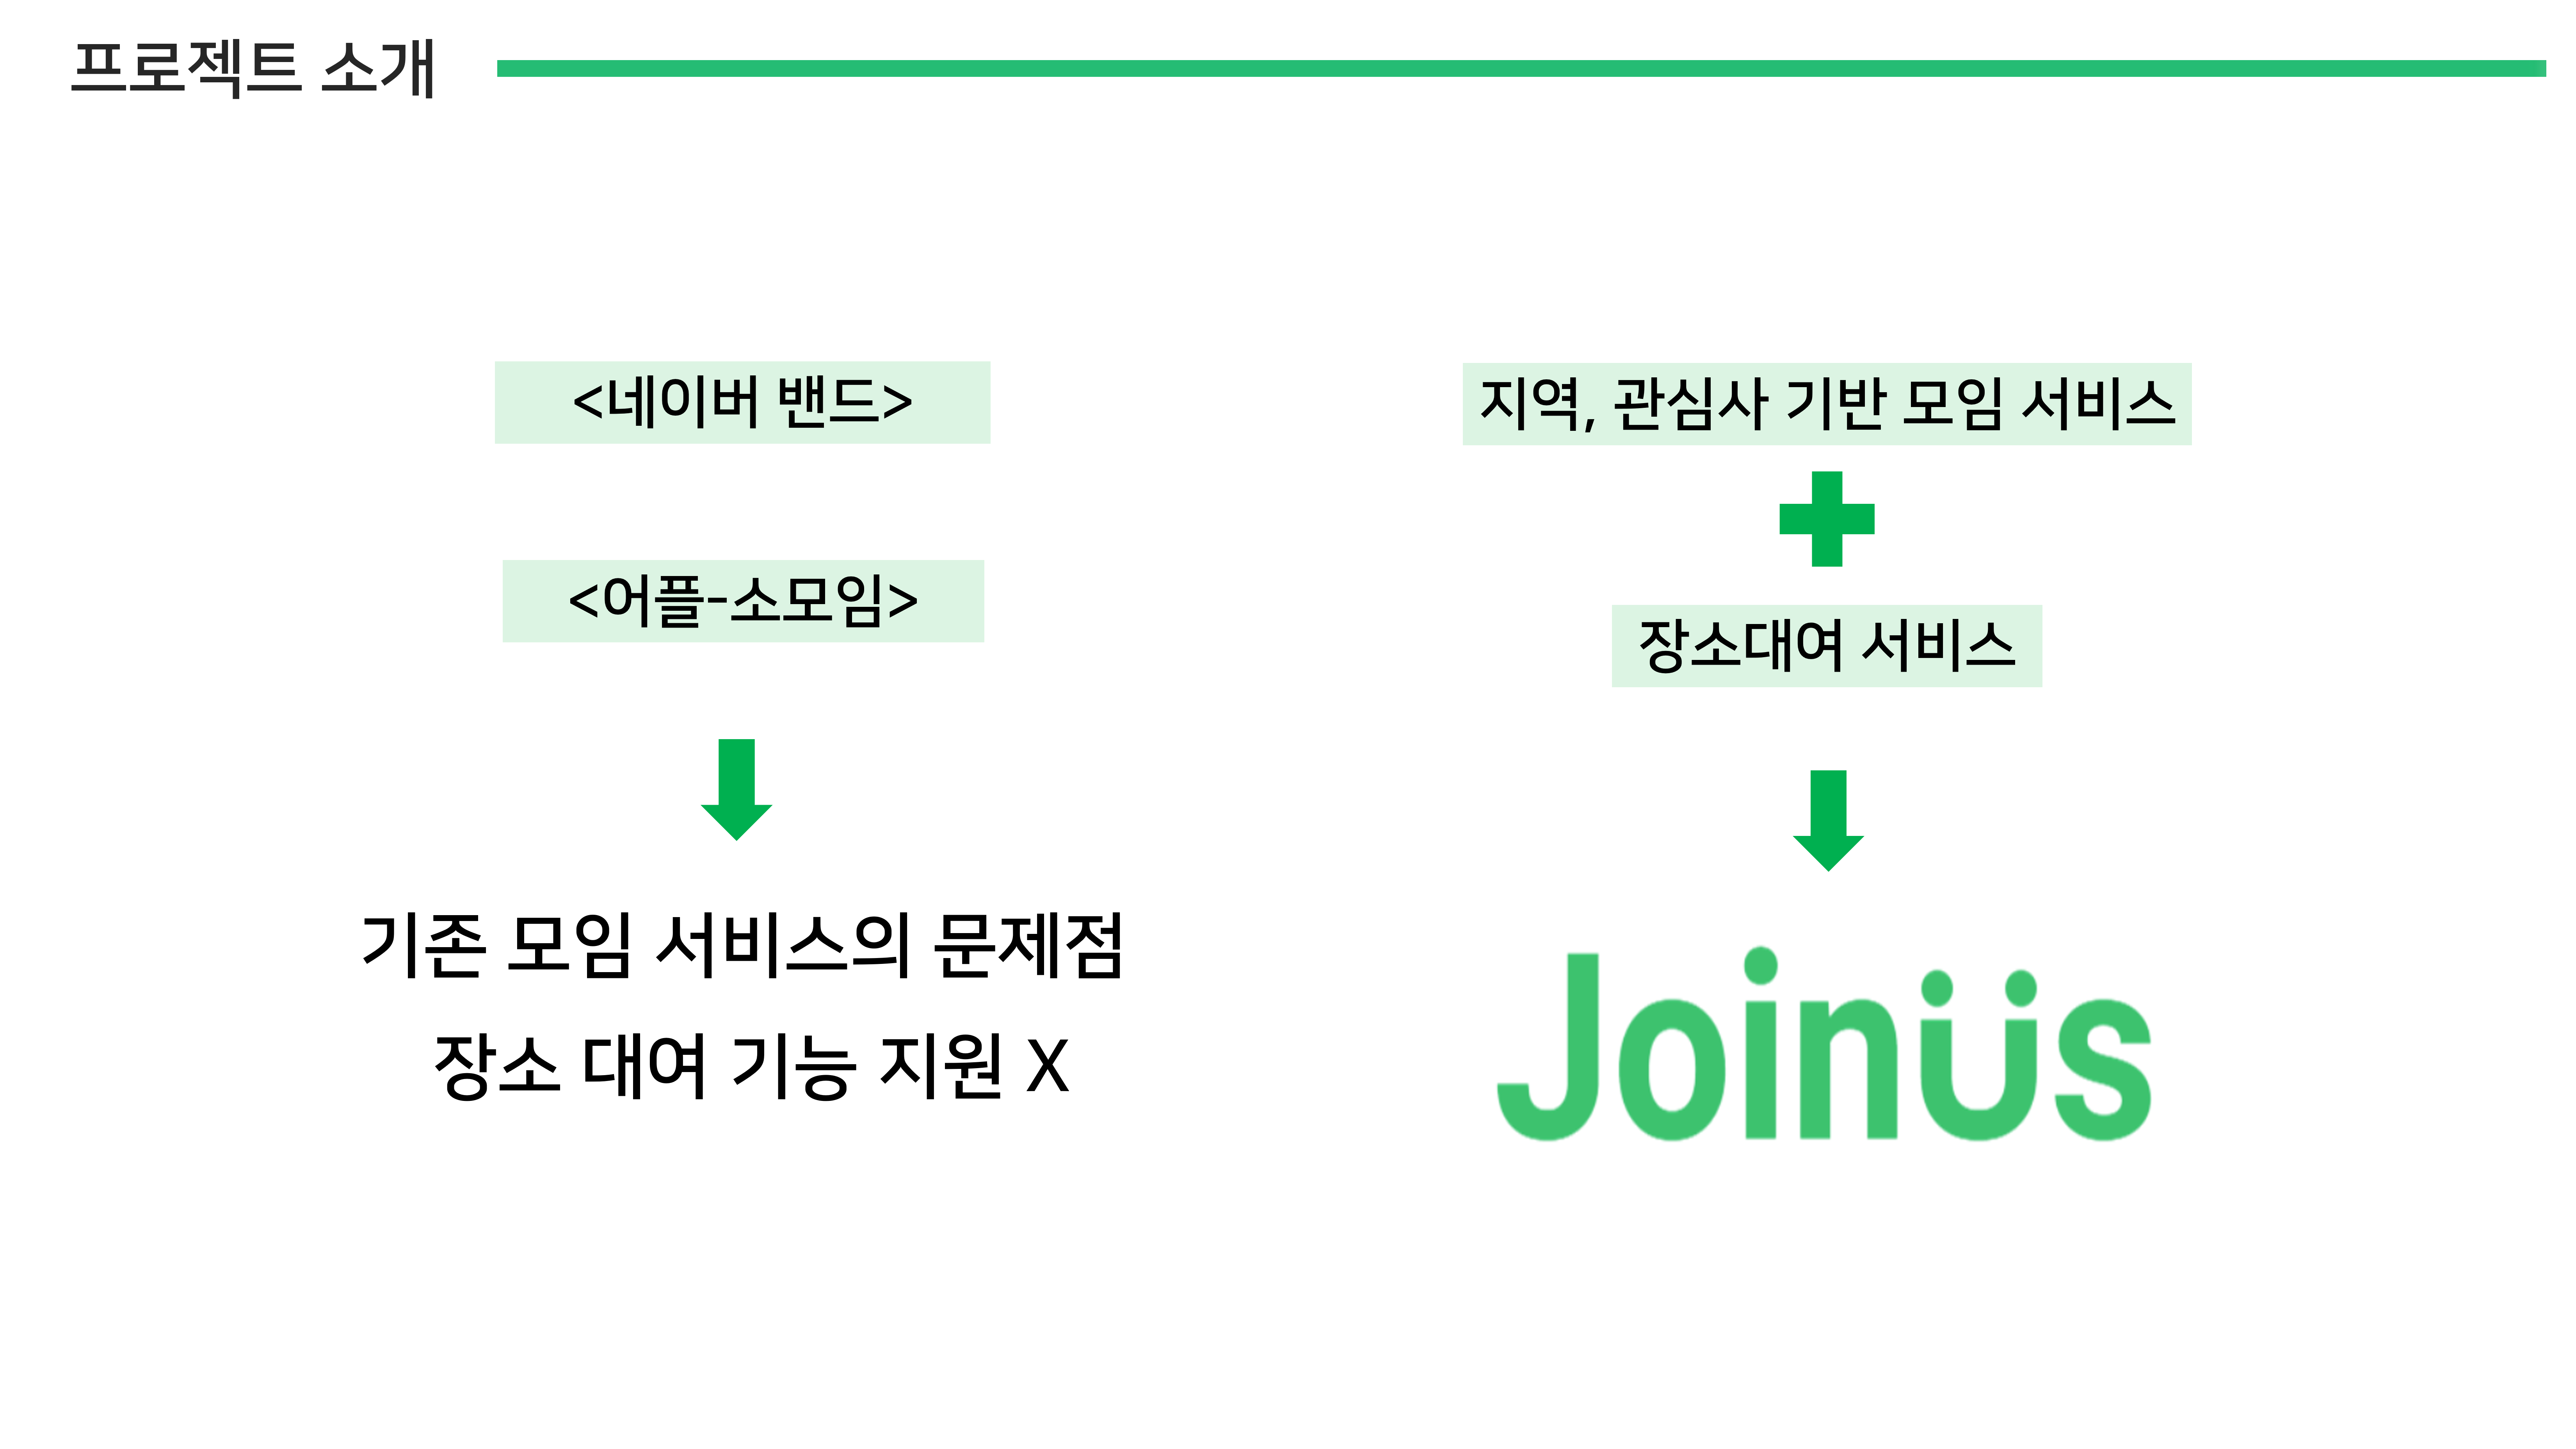 프로젝트 소개
<네이버 밴드>
<어플-소모임>
기존 모임 서비스의 문제점
장소 대여 기능 지원 X
지역, 관심사 기반 모임 서비스
장소대여 서비스
Joinus